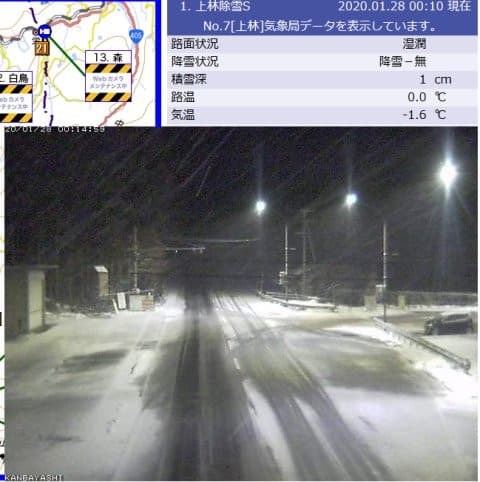 405
21
13. 森
Webカメラ
メンテナンス中
2. 白鳥
Webカメラ
メンテナンス中
1. 上林除雪S 2020.01.28 00:10 現在
No.7[上林]気象局データを表示しています。
路面状況 湿潤
降雪状況 降雪－無
積雪深 1 cm
路温 0.0 ℃
気温 -1.6 ℃
20/01/28 00:14:59
KANBAYASHI